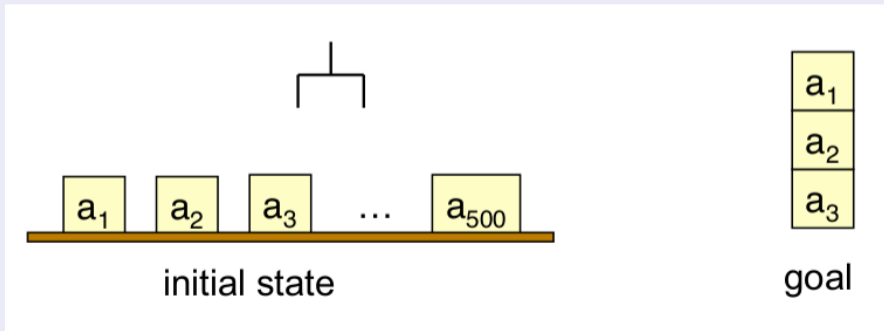 a₁ a₂ a₃ ... a₅₀₀
initial state
a₁
a₂
a₃
goal